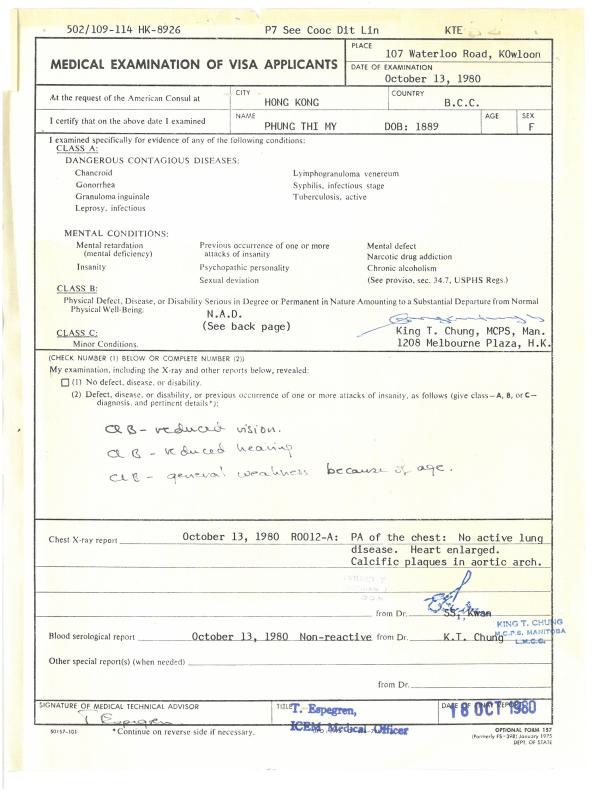 502/109-114 HK-8926 P7 See Cooc Dit Lin KTE
MEDICAL EXAMINATION OF VISA APPLICANTS
PLACE
107 Waterloo Road, KOwloon
DATE OF EXAMINATION
October 13, 1980
At the request of the American Consul at
CITY
HONG KONG
COUNTRY
B.C.C.
I certify that on the above date I examined
NAME
PHUNG THI MY DOB: 1889
AGE
SEX
F
I examined specifically for evidence of any of the following conditions:
CLASS A:
DANGEROUS CONTAGIOUS DISEASES:
Chancroid
Gonorrhea
Granuloma inguinale
Leprosy, infectious
Lymphogranuloma venereum
Syphilis, infectious stage
Tuberculosis, active
MENTAL CONDITIONS:
Mental retardation
(mental deficiency)
Insanity
Previous occurrence of one or more
attacks of insanity
Psychopathic personality
Sexual deviation
Mental defect
Narcotic drug addiction
Chronic alcoholism
(See proviso, sec. 34.7, USPHS Regs.)
CLASS B:
Physical Defect, Disease, or Disability Serious in Degree or Permanent in Nature Amounting to a Substantial Departure from Normal
Physical Well-Being.
N.A.D.
(See back page)
CLASS C:
Minor Conditions.
King T. Chung, MCPS, Man.
1208 Melbourne Plaza, H.K.
(CHECK NUMBER (1) BELOW OR COMPLETE NUMBER (2))
My examination, including the X-ray and other reports below, revealed:
(1) No defect, disease, or disability.
(2) Defect, disease, or disability, or previous occurrence of one or more attacks of insanity, as follows (give class—A, B, or C—
diagnosis, and pertinent details*):
Cl B - reduced vision.
Cl B - reduced hearing
Cl B - general weakness because of age.
Chest X-ray report October 13, 1980 R0012-A: PA of the chest: No active lung
disease. Heart enlarged.
Calcific plaques in aortic arch.
from Dr. SS, Kwan
KING T. CHUNG
M.C.P.S. MANITOBA
L.M.C.C.
Blood serological report October 13, 1980 Non-reactive from Dr. K.T. Chung
Other special report(s) (when needed)
from Dr.
SIGNATURE OF MEDICAL TECHNICAL ADVISOR
T Espegren
TITLE
T. Espegren,
ICEM Medical Officer
DATE OF FINAL REPORT
18 OCT 1980
50157-101
*Continue on reverse side if necessary.
OPTIONAL FORM 157
(Formerly FS-398) January 1975
DEPT. OF STATE